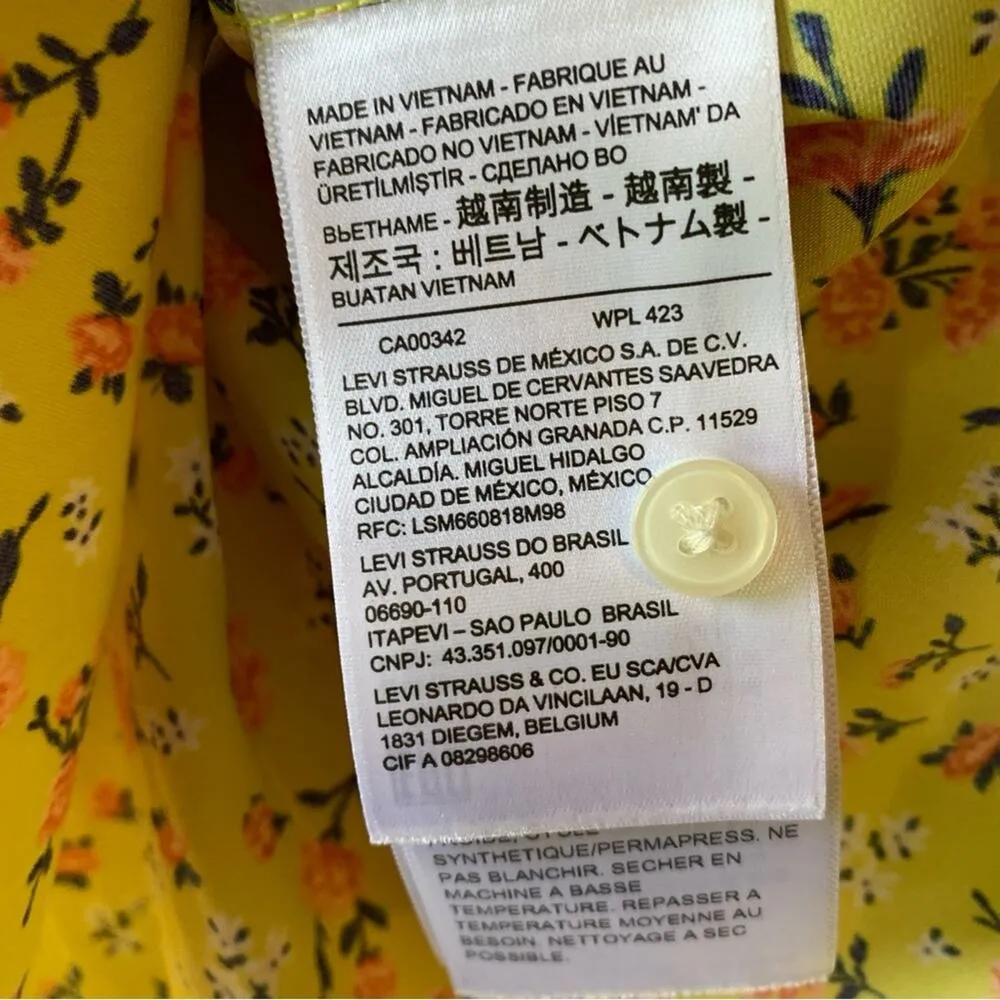 MADE IN VIETNAM - FABRIQUE AU
VIETNAM - FABRICADO EN VIETNAM -
FABRICADO NO VIETNAM - VİETNAM' DA
ÜRETİLMİŞTİR - СДЕЛАНО ВО
ВЬЕТНАМЕ - 越南制造 - 越南製 -
제조국 : 베트남 - ベトナム製 -
BUATAN VIETNAM
CA00342 WPL 423
LEVI STRAUSS DE MÉXICO S.A. DE C.V.
BLVD. MIGUEL DE CERVANTES SAAVEDRA
NO. 301, TORRE NORTE PISO 7
COL. AMPLIACIÓN GRANADA C.P. 11529
ALCALDÍA. MIGUEL HIDALGO
CIUDAD DE MÉXICO, MÉXICO
RFC: LSM660818M98
LEVI STRAUSS DO BRASIL
AV. PORTUGAL, 400
06690-110
ITAPEVI – SAO PAULO BRASIL
CNPJ: 43.351.097/0001-90
LEVI STRAUSS & CO. EU SCA/CVA
LEONARDO DA VINCILAAN, 19 - D
1831 DIEGEM, BELGIUM
CIF A 08298606
SYNTHETIQUE/PERMAPRESS. NE
PAS BLANCHIR. SECHER EN
MACHINE A BASSE
TEMPERATURE. REPASSER A
TEMPERATURE MOYENNE AU
BESOIN. NETTOYAGE A SEC
POSSIBLE.